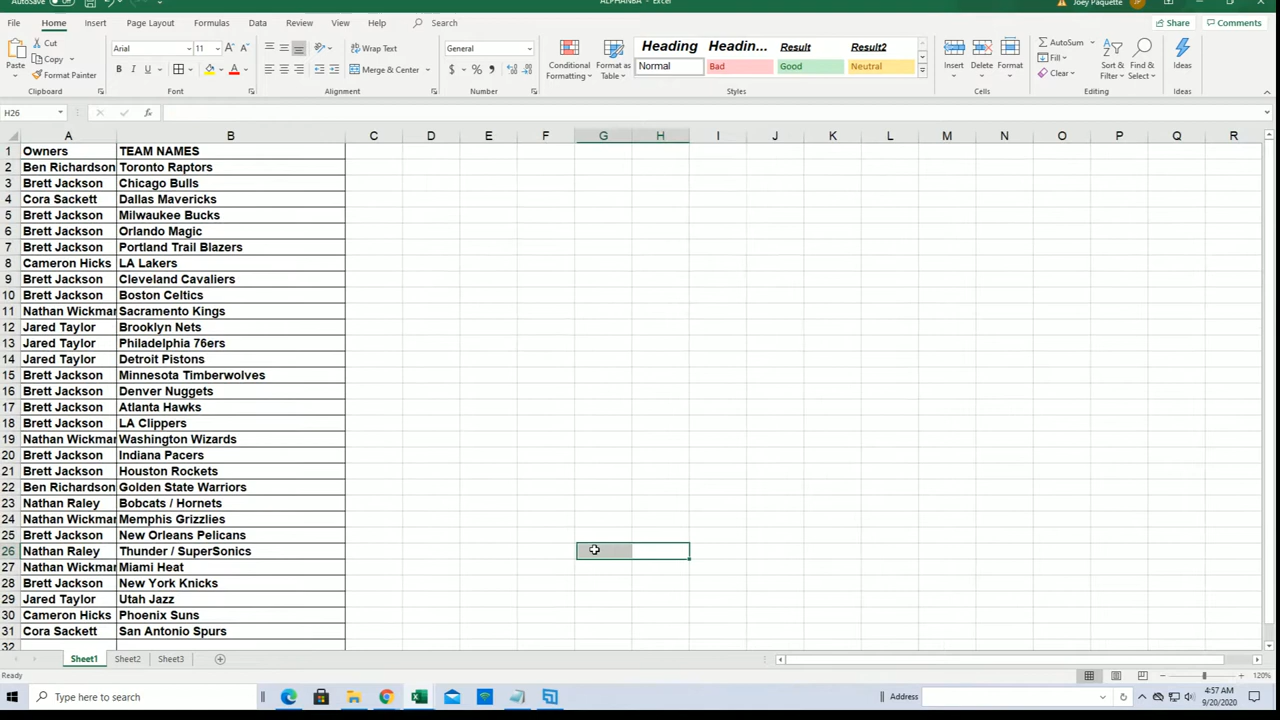 AutoSave Off ALPHANBA - Excel Joey Paquette JP
File Home Insert Page Layout Formulas Data Review View Help Search Share Comments
Cut
Copy
Paste Format Painter
Arial 11 A A
B I U A
Wrap Text
Merge & Center
General
$ % ,
Conditional Formatting
Format as Table
Heading Headin... Result Result2
Normal Bad Good Neutral
Insert Delete Format
AutoSum
Fill
Clear
Sort & Filter
Find & Select
Ideas
Clipboard Font Alignment Number Styles Cells Editing Ideas
H26 fx
A B C D E F G H I J K L M N O P Q R
1 Owners TEAM NAMES
2 Ben Richardson Toronto Raptors
3 Brett Jackson Chicago Bulls
4 Cora Sackett Dallas Mavericks
5 Brett Jackson Milwaukee Bucks
6 Brett Jackson Orlando Magic
7 Brett Jackson Portland Trail Blazers
8 Cameron Hicks LA Lakers
9 Brett Jackson Cleveland Cavaliers
10 Brett Jackson Boston Celtics
11 Nathan Wickmar Sacramento Kings
12 Jared Taylor Brooklyn Nets
13 Jared Taylor Philadelphia 76ers
14 Jared Taylor Detroit Pistons
15 Brett Jackson Minnesota Timberwolves
16 Brett Jackson Denver Nuggets
17 Brett Jackson Atlanta Hawks
18 Brett Jackson LA Clippers
19 Nathan Wickmar Washington Wizards
20 Brett Jackson Indiana Pacers
21 Brett Jackson Houston Rockets
22 Ben Richardson Golden State Warriors
23 Nathan Raley Bobcats / Hornets
24 Nathan Wickmar Memphis Grizzlies
25 Brett Jackson New Orleans Pelicans
26 Nathan Raley Thunder / SuperSonics
27 Nathan Wickmar Miami Heat
28 Brett Jackson New York Knicks
29 Jared Taylor Utah Jazz
30 Cameron Hicks Phoenix Suns
31 Cora Sackett San Antonio Spurs
32
Sheet1 Sheet2 Sheet3
Ready 120%
Type here to search Address 4:57 AM
9/20/2020